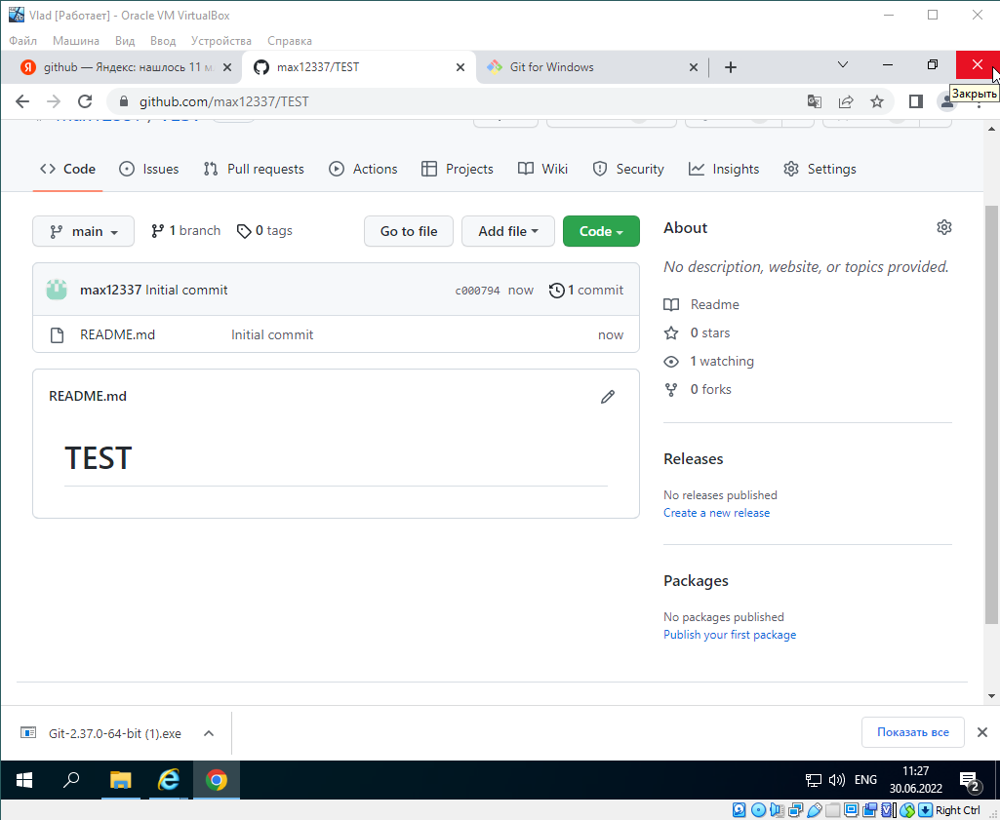 Vlad [Работает] - Oracle VM VirtualBox
Файл Машина Вид Ввод Устройства Справка
github — Яндекс: нашлось 11 м
max12337/TEST
Git for Windows
github.com/max12337/TEST
Закрыть
Code Issues Pull requests Actions Projects Wiki Security Insights Settings
main 1 branch 0 tags Go to file Add file Code
max12337 Initial commit c000794 now 1 commit
README.md Initial commit now
README.md
TEST
About
No description, website, or topics provided.
Readme
0 stars
1 watching
0 forks
Releases
No releases published
Create a new release
Packages
No packages published
Publish your first package
Git-2.37.0-64-bit (1).exe
Показать все
ENG
11:27
30.06.2022
2
Right Ctrl